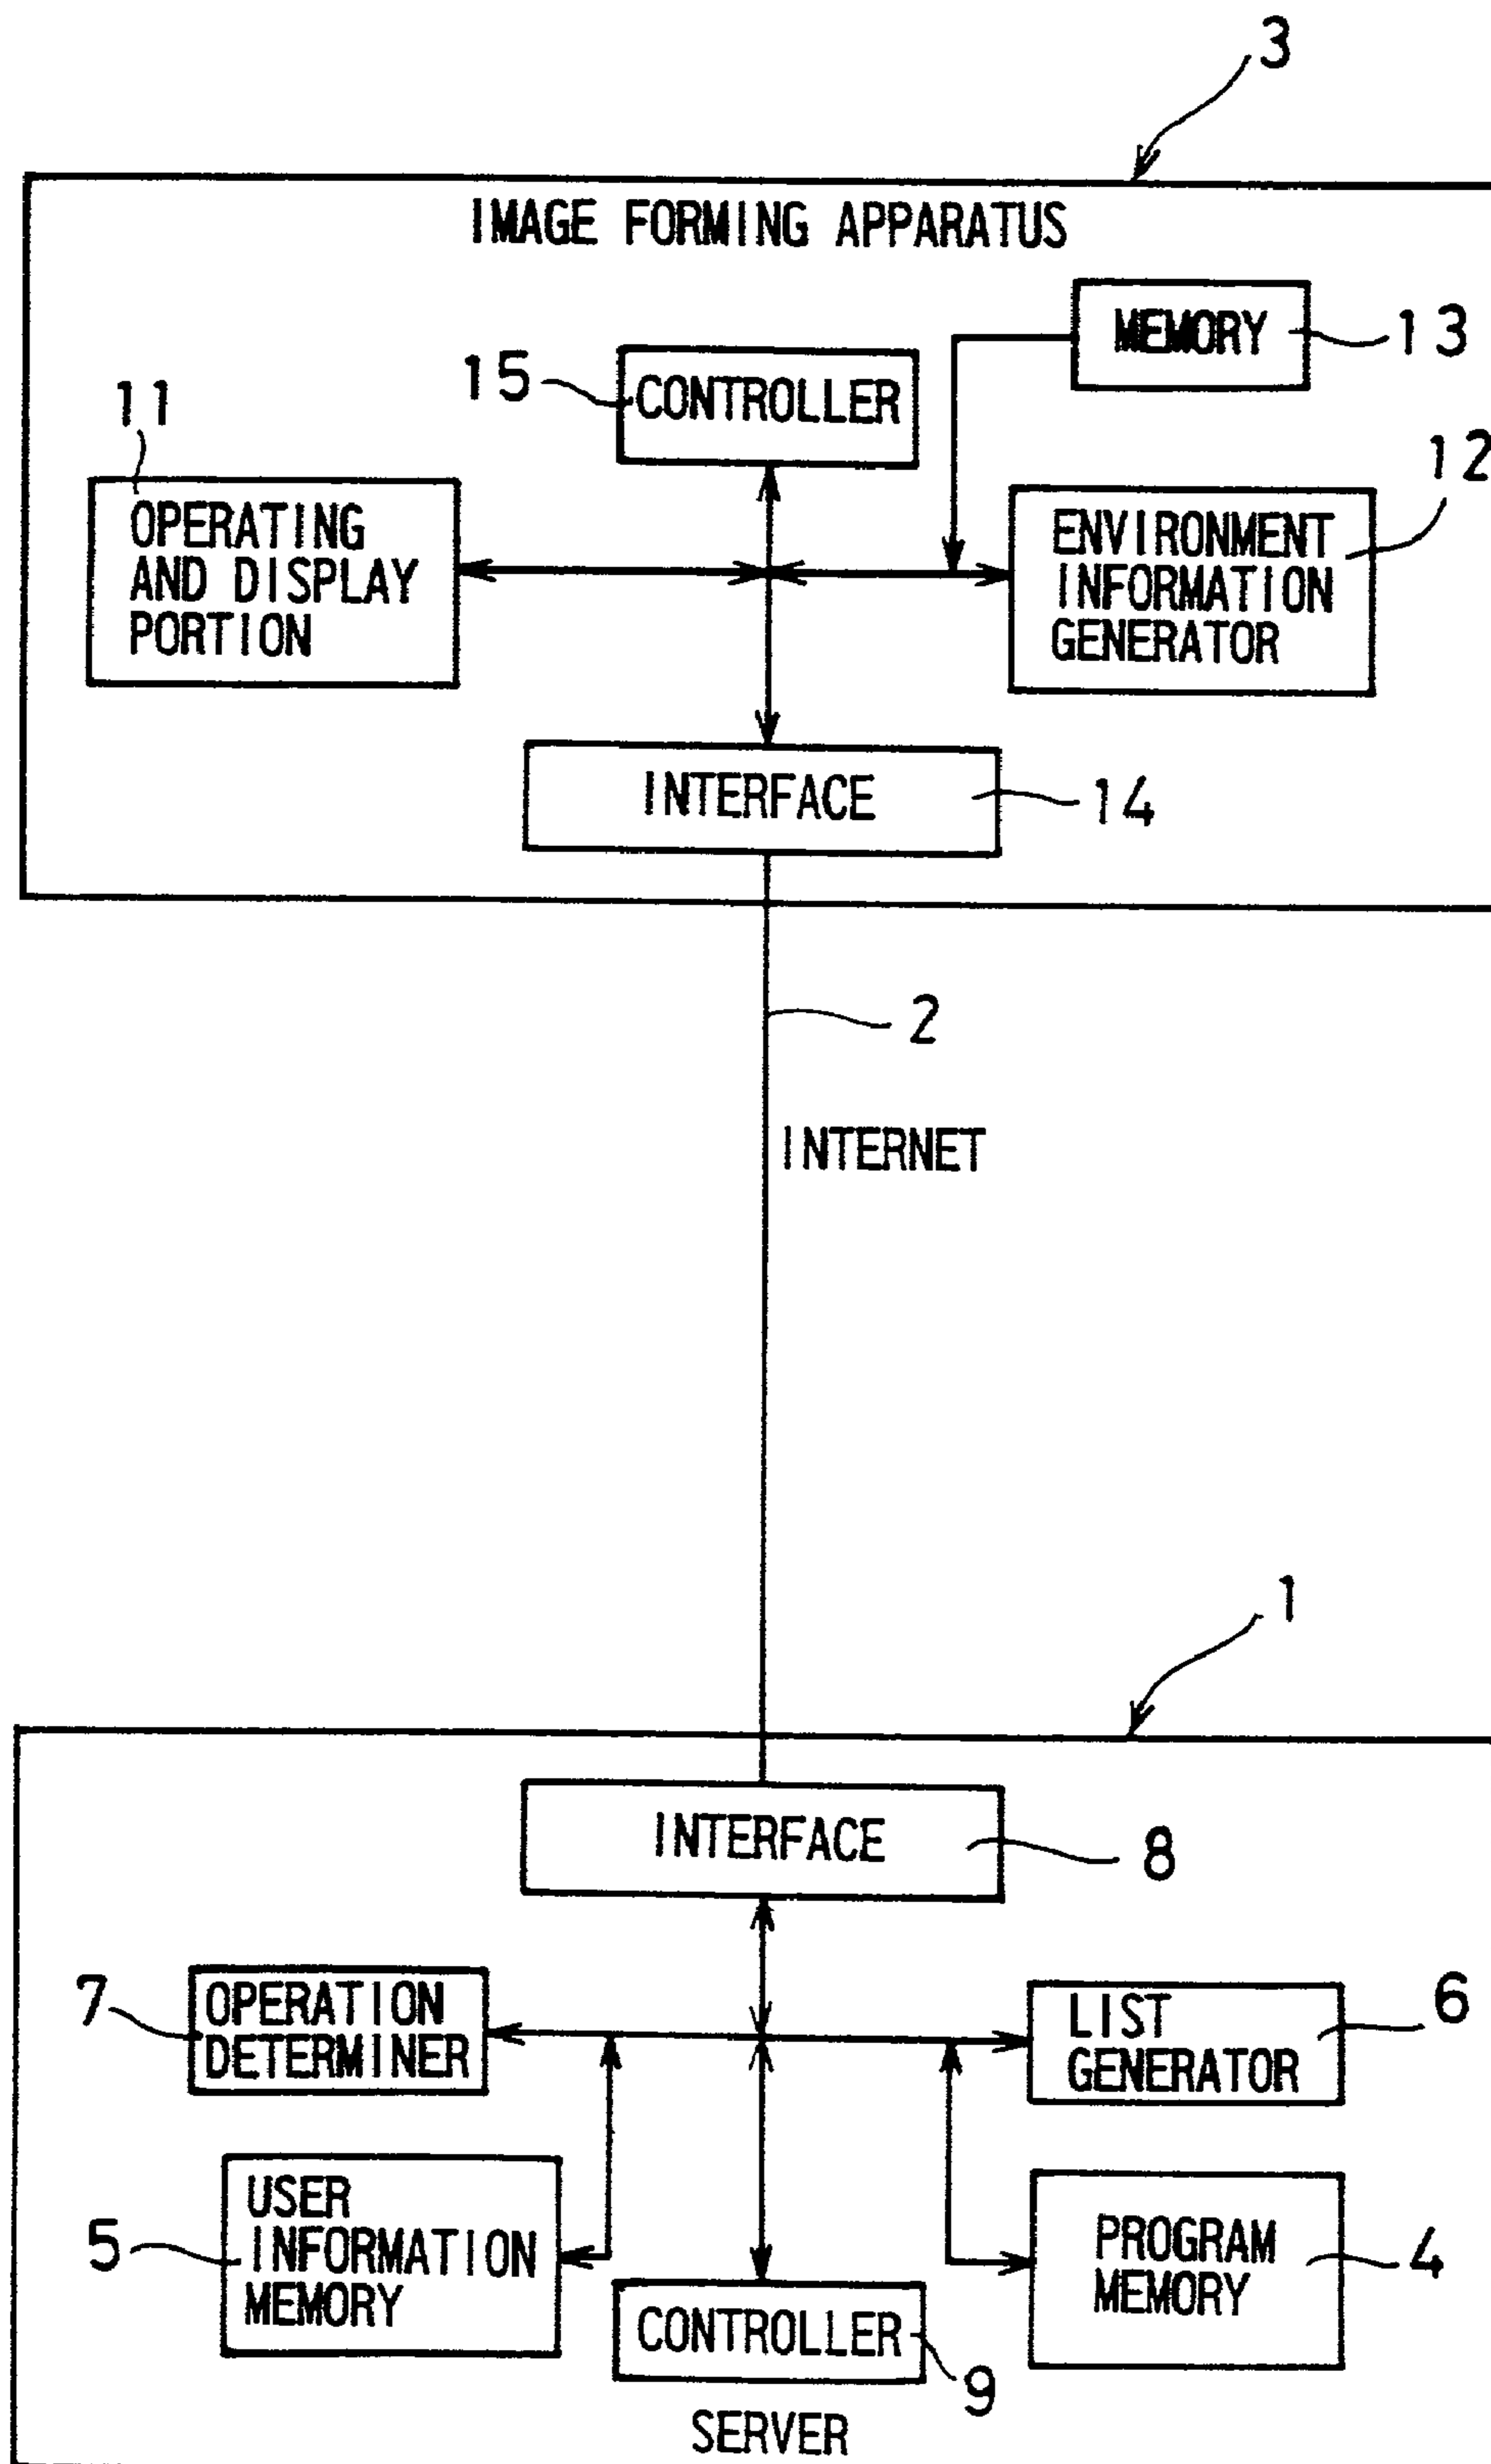 3
IMAGE FORMING APPARATUS
MEMORY
13
15
CONTROLLER
11
12
OPERATING
AND DISPLAY
PORTION
ENVIRONMENT
INFORMATION
GENERATOR
INTERFACE
14
2
INTERNET
1
INTERFACE
8
7
OPERATION
DETERMINER
LIST
GENERATOR
6
5
USER
INFORMATION
MEMORY
PROGRAM
MEMORY
4
CONTROLLER
9
SERVER